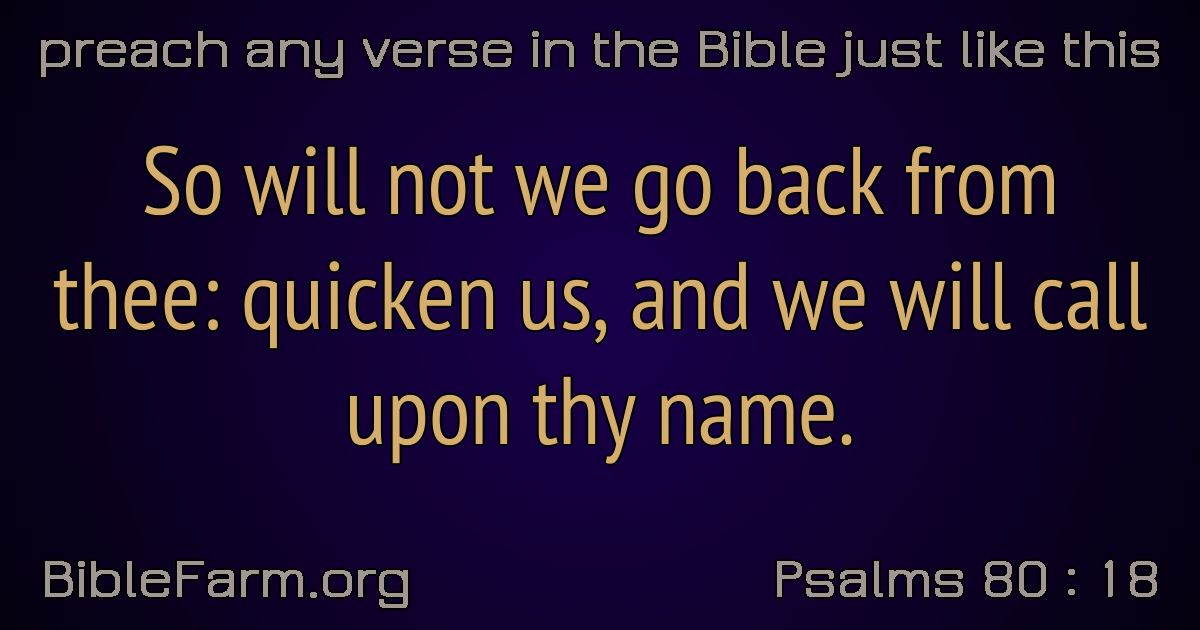 preach any verse in the Bible just like this
So will not we go back from
thee: quicken us, and we will call
upon thy name.
BibleFarm.org
Psalms 80 : 18